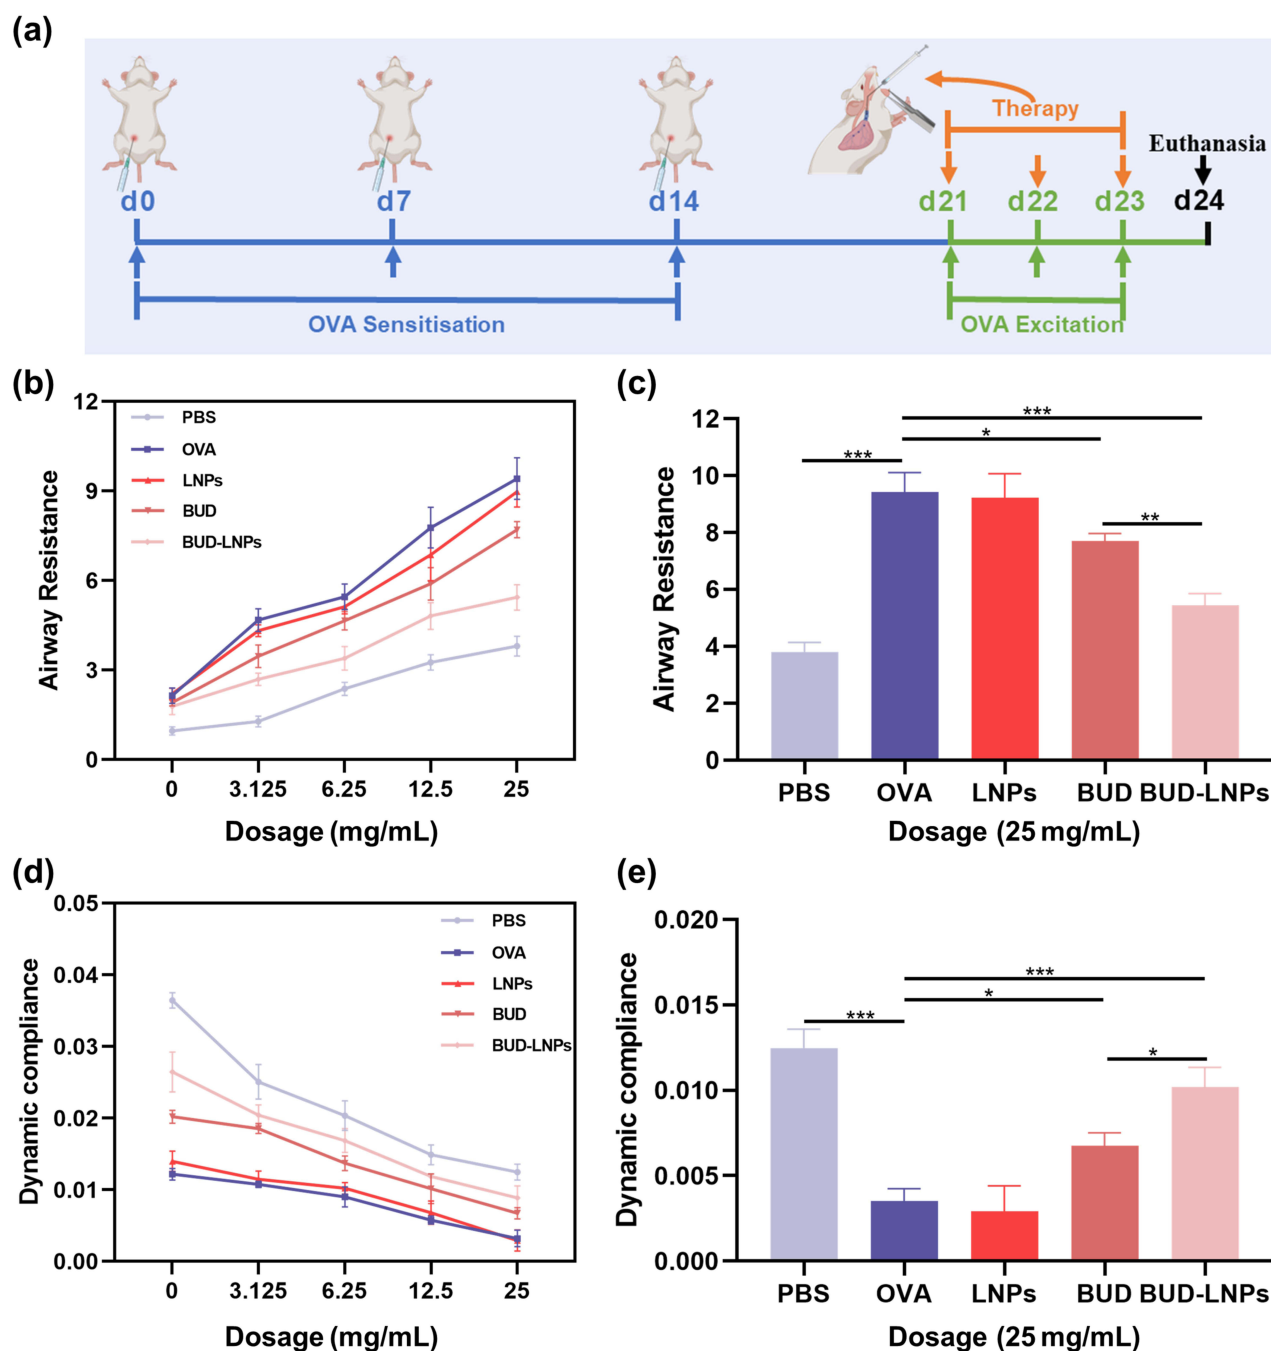 (a)
Therapy
Euthanasia
d0 d7 d14 d21 d22 d23 d24
OVA Sensitisation
OVA Excitation
(b)
Airway Resistance
12
9
6
3
0
PBS
OVA
LNPs
BUD
BUD-LNPs
0 3.125 6.25 12.5 25
Dosage (mg/mL)
(c)
Airway Resistance
12
10
8
6
4
2
0
***
*
***
**
PBS OVA LNPs BUD BUD-LNPs
Dosage (25 mg/mL)
(d)
Dynamic compliance
0.05
0.04
0.03
0.02
0.01
0.00
PBS
OVA
LNPs
BUD
BUD-LNPs
0 3.125 6.25 12.5 25
Dosage (mg/mL)
(e)
Dynamic compliance
0.020
0.015
0.010
0.005
0.000
***
*
***
*
PBS OVA LNPs BUD BUD-LNPs
Dosage (25 mg/mL)